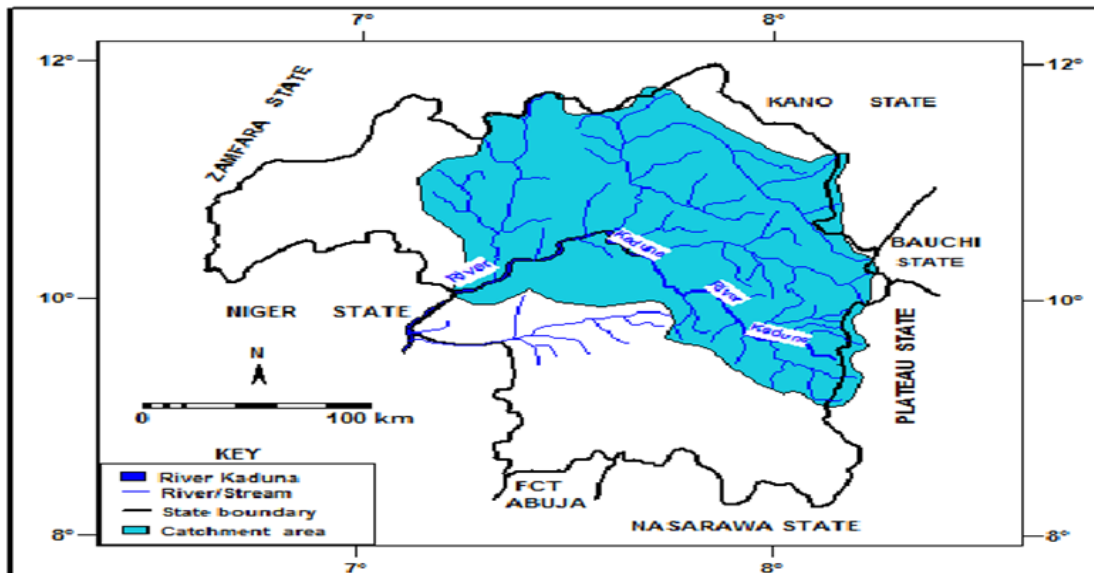 7°
8°
12°
12°
ZAMFARA STATE
KANO STATE
River
Kaduna
River
Kaduna
BAUCHI
STATE
10°
10°
NIGER STATE
PLATEAU STATE
N
0 100 km
KEY
River Kaduna
River/Stream
State boundary
Catchment area
FCT
ABUJA
NASARAWA STATE
8°
8°
7°
8°